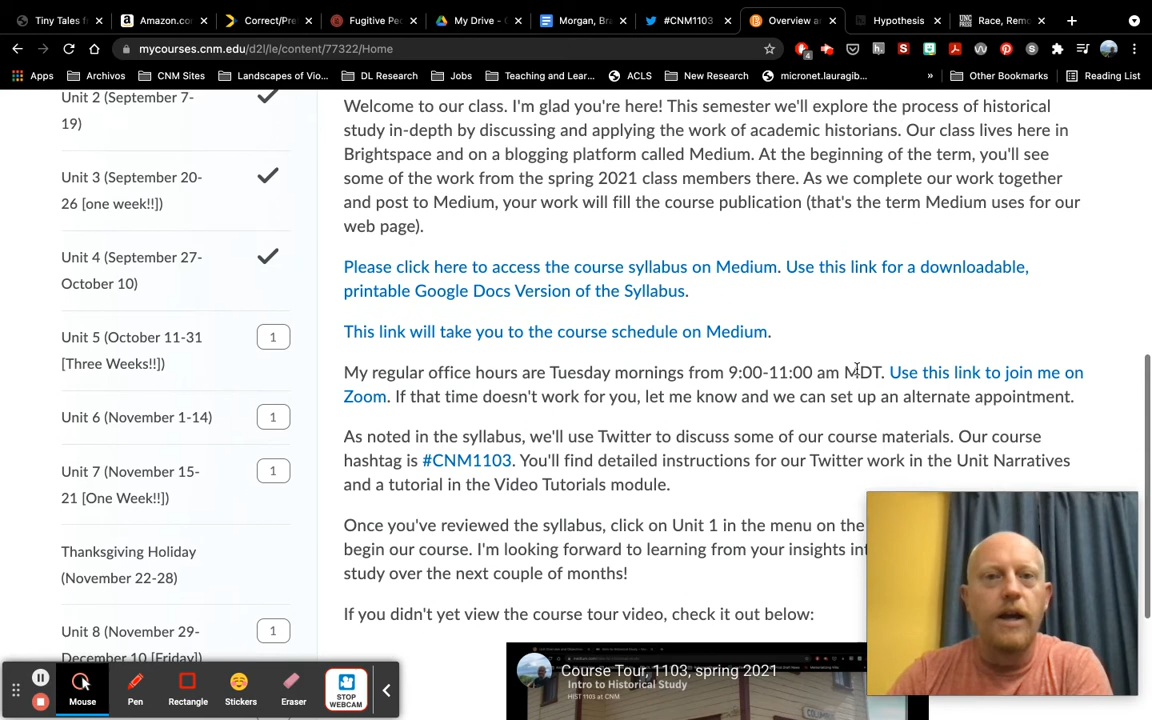 Tiny Tales f
Amazon.co
Correct/Pre
Fugitive Pe
My Drive - G
Morgan, Bra
#CNM1103
Overview an
Hypothesis
Race, Remo
mycourses.cnm.edu/d2l/le/content/77322/Home
Apps
Archivos
CNM Sites
Landscapes of Vio...
DL Research
Jobs
Teaching and Lear...
ACLS
New Research
micronet.lauragib...
»
Other Bookmarks
Reading List
Unit 2 (September 7-
19)
Unit 3 (September 20-
26 [one week!!])
Unit 4 (September 27-
October 10)
Unit 5 (October 11-31
[Three Weeks!!])
1
Unit 6 (November 1-14)
1
Unit 7 (November 15-
21 [One Week!!])
1
Thanksgiving Holiday
(November 22-28)
Unit 8 (November 29-
December 10 [Friday])
1
Welcome to our class. I'm glad you're here! This semester we'll explore the process of historical
study in-depth by discussing and applying the work of academic historians. Our class lives here in
Brightspace and on a blogging platform called Medium. At the beginning of the term, you'll see
some of the work from the spring 2021 class members there. As we complete our work together
and post to Medium, your work will fill the course publication (that's the term Medium uses for our
web page).
Please click here to access the course syllabus on Medium. Use this link for a downloadable,
printable Google Docs Version of the Syllabus.
This link will take you to the course schedule on Medium.
My regular office hours are Tuesday mornings from 9:00-11:00 am MDT. Use this link to join me on
Zoom. If that time doesn't work for you, let me know and we can set up an alternate appointment.
As noted in the syllabus, we'll use Twitter to discuss some of our course materials. Our course
hashtag is #CNM1103. You'll find detailed instructions for our Twitter work in the Unit Narratives
and a tutorial in the Video Tutorials module.
Once you've reviewed the syllabus, click on Unit 1 in the menu on the
begin our course. I'm looking forward to learning from your insights int
study over the next couple of months!
If you didn't yet view the course tour video, check it out below:
Course Tour, 1103, spring 2021
Intro to Historical Study
HIST 1103 at CNM
Mouse
Pen
Rectangle
Stickers
Eraser
STOP
WEBCAM